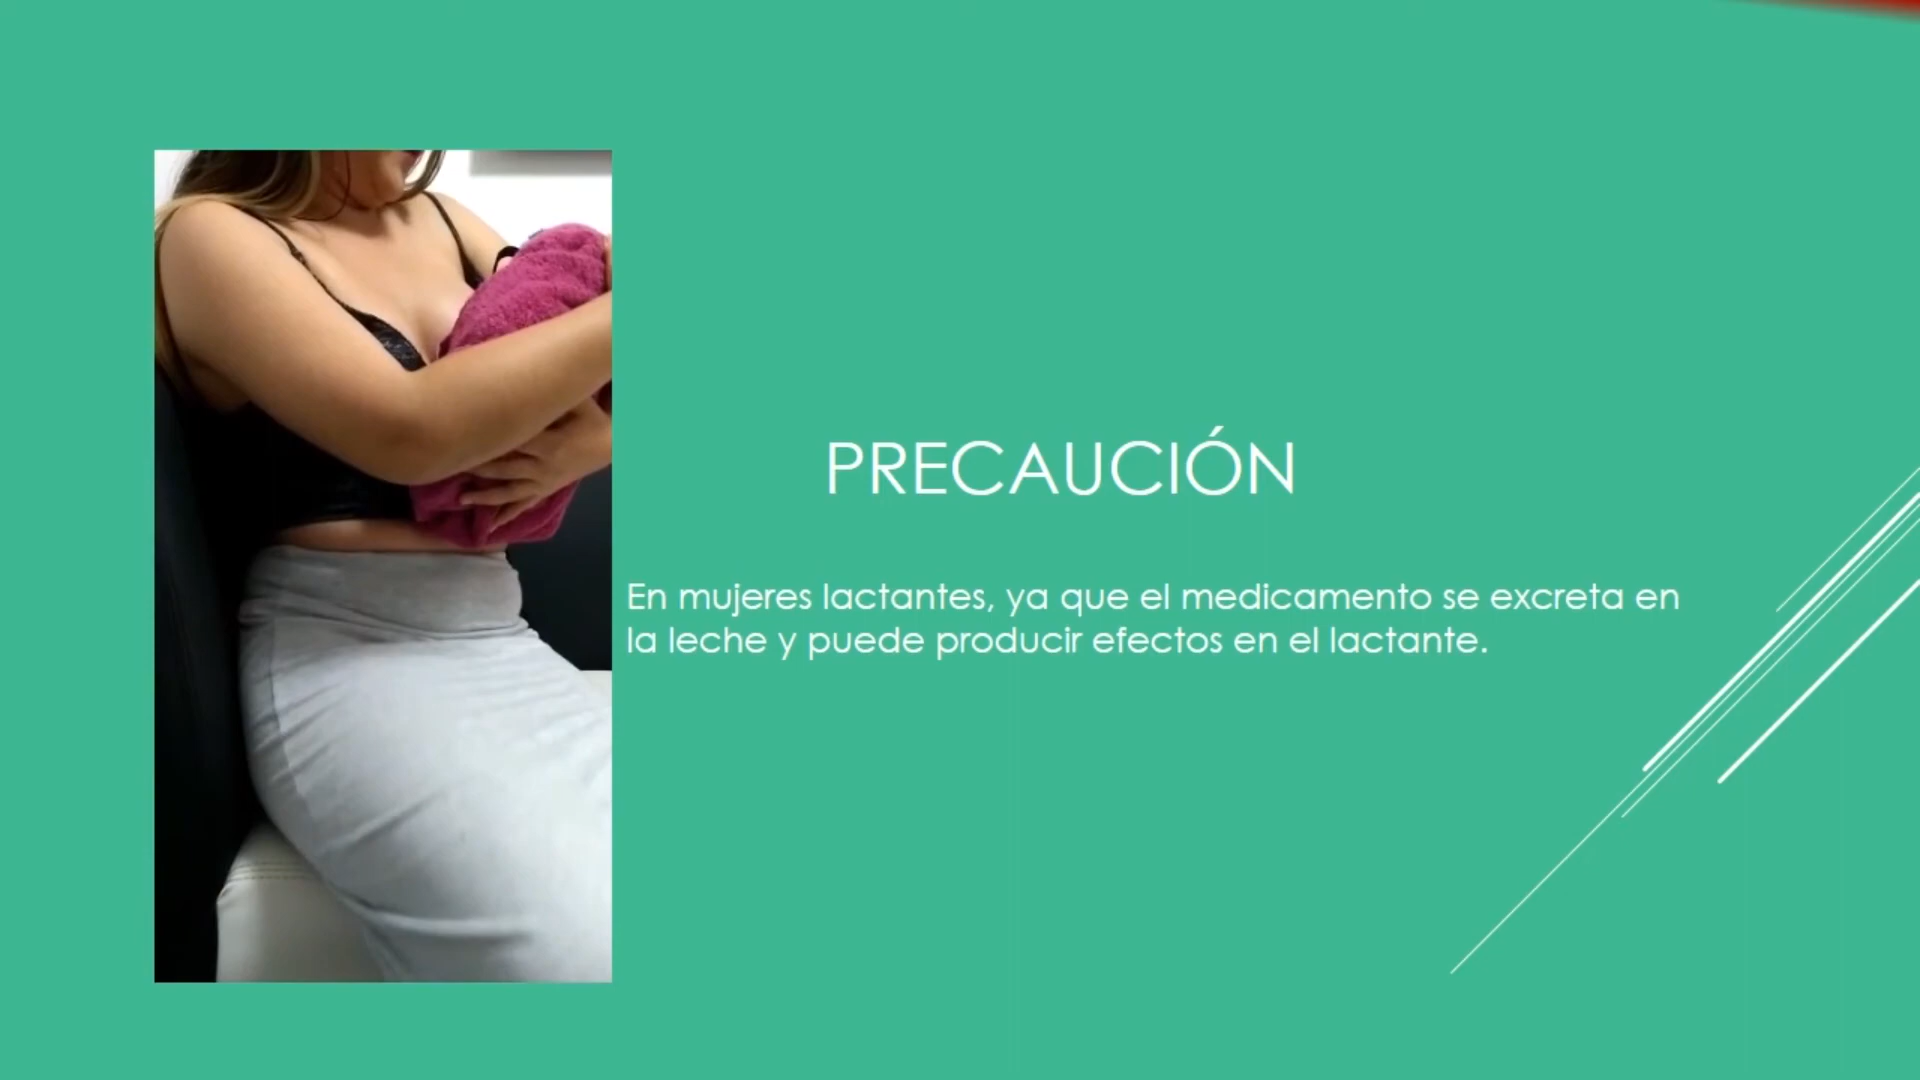 PRECAUCIÓN
En mujeres lactantes, ya que el medicamento se excreta en
la leche y puede producir efectos en el lactante.